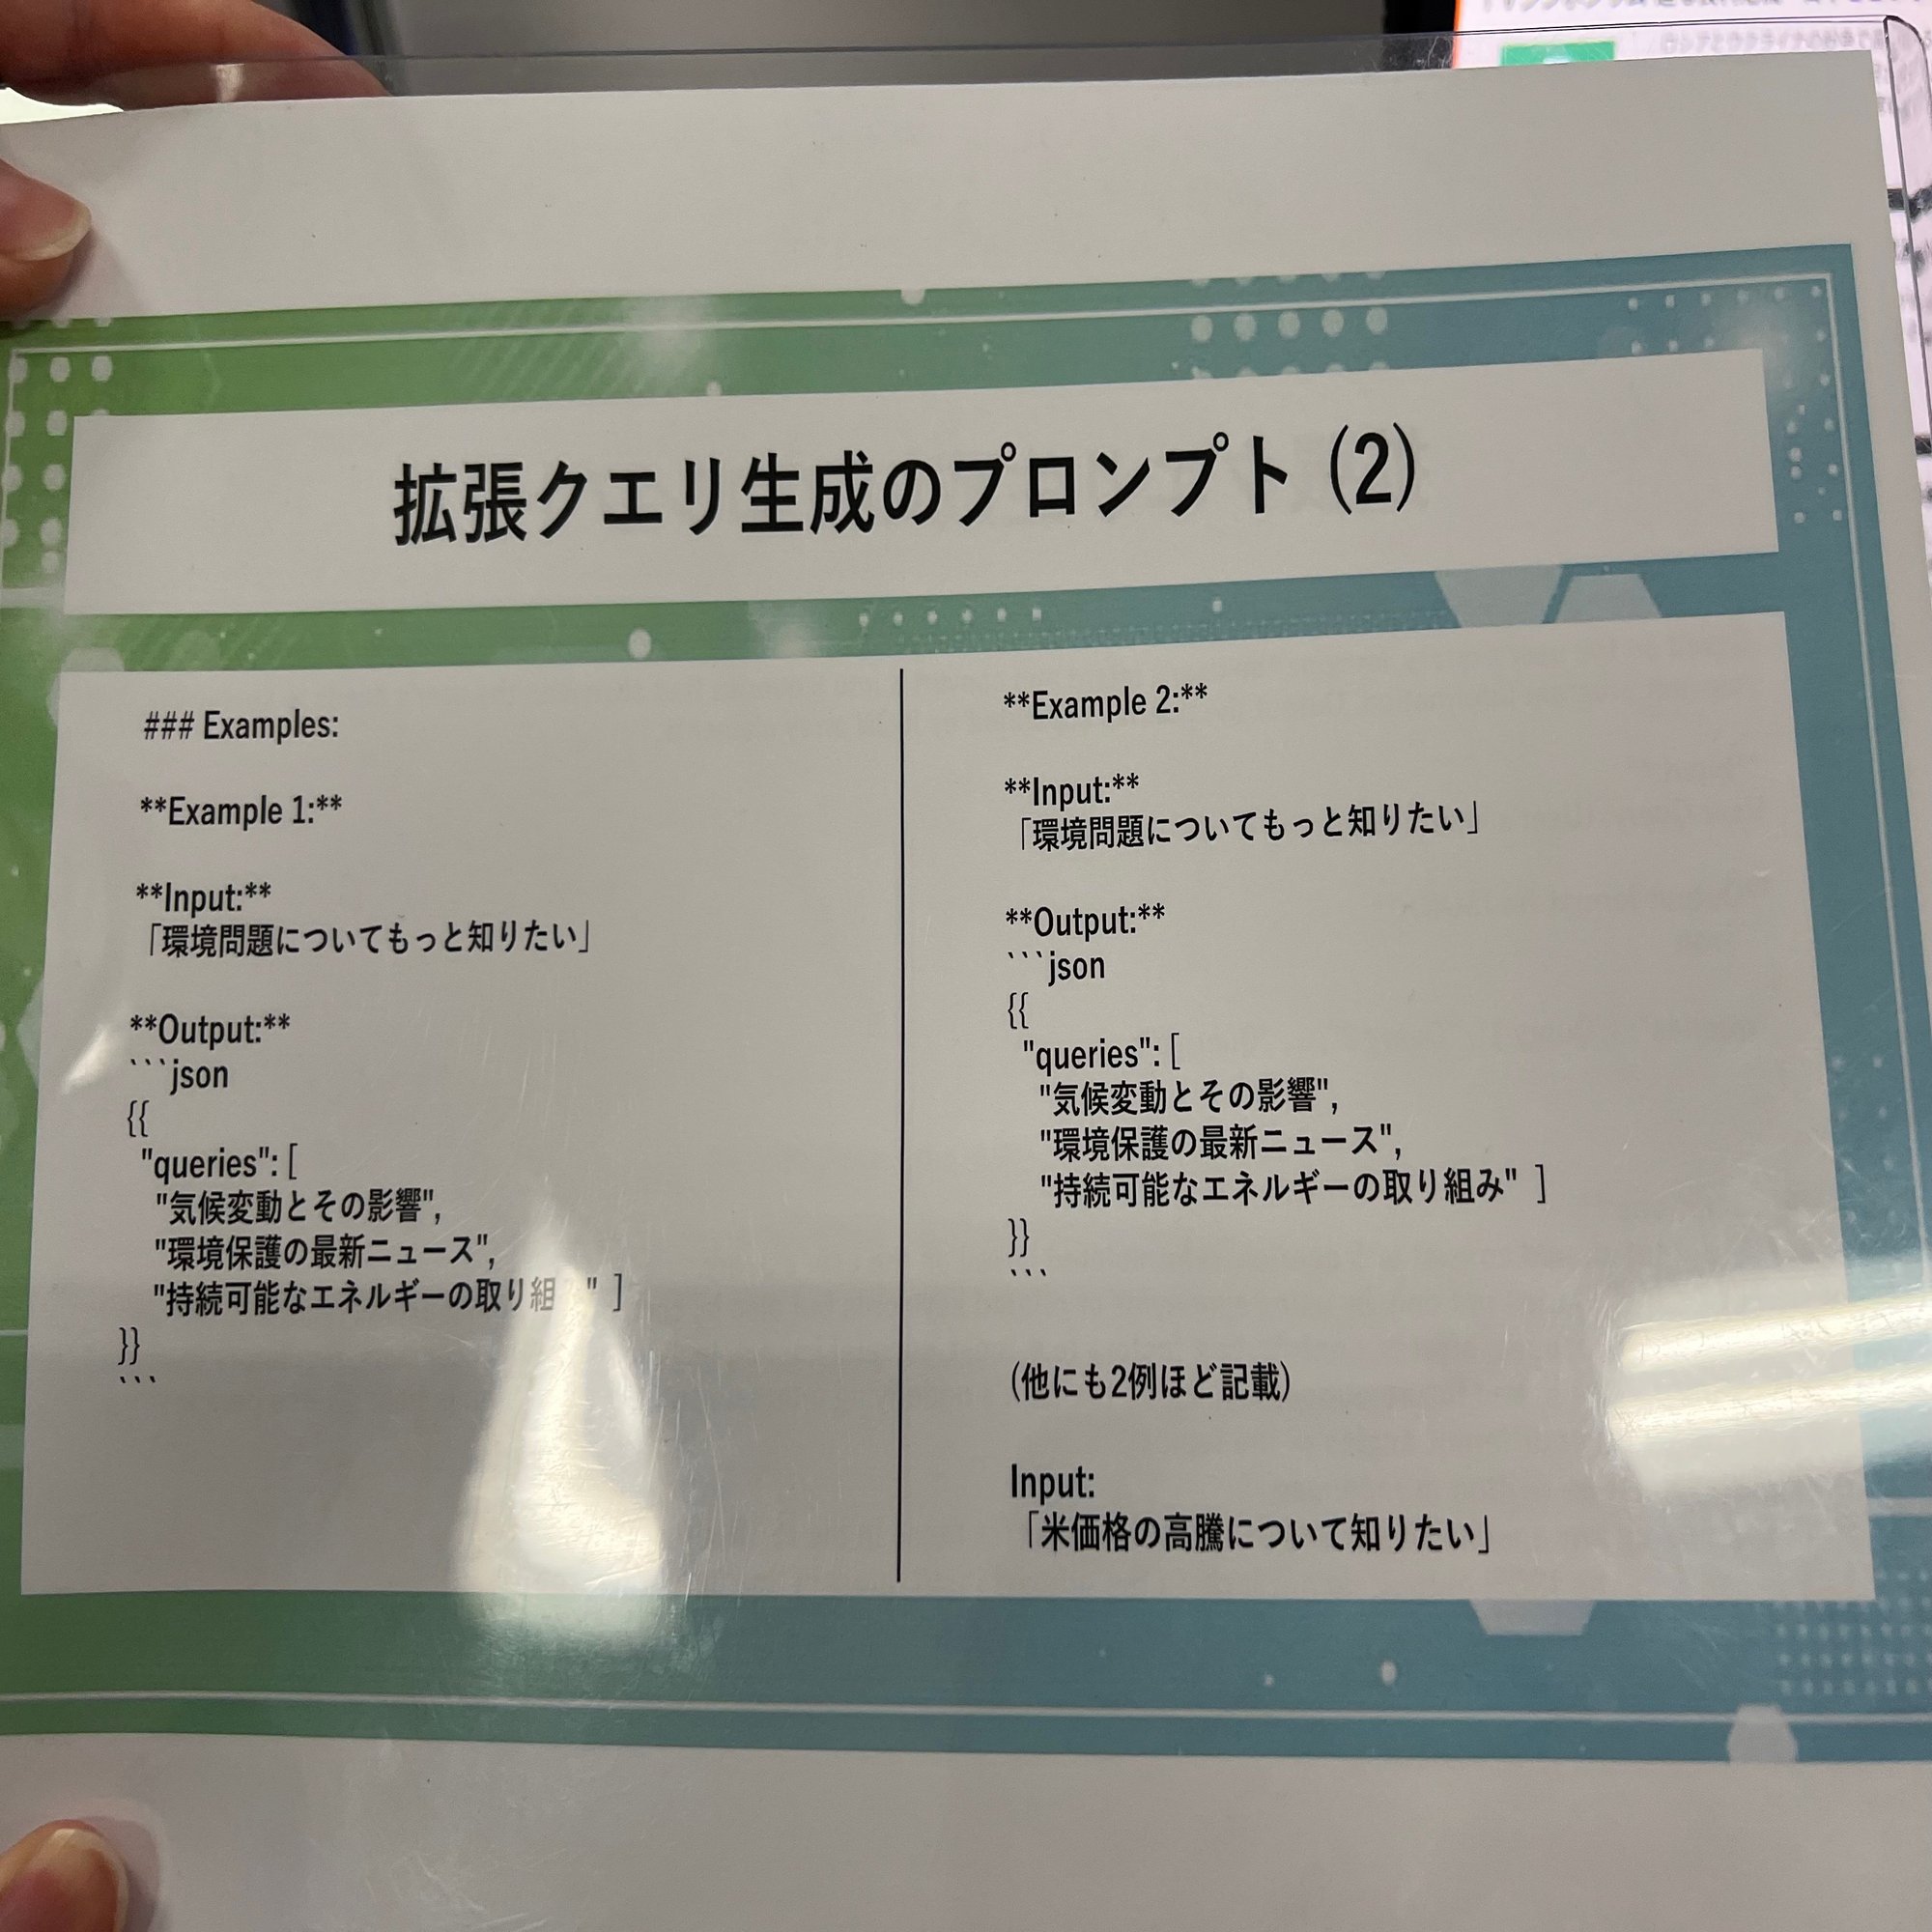 拡張クエリ生成のプロンプト (2)
### Examples:
**Example 1:**
**Input:**
「環境問題についてもっと知りたい」
**Output:**
```json
{{
"queries": [
"気候変動とその影響",
"環境保護の最新ニュース",
"持続可能なエネルギーの取り組 " ]
}}
```
**Example 2:**
**Input:**
「環境問題についてもっと知りたい」
**Output:**
```json
{{
"queries": [
"気候変動とその影響",
"環境保護の最新ニュース",
"持続可能なエネルギーの取り組み" ]
}}
```
(他にも2例ほど記載)
Input:
「米価格の高騰について知りたい」